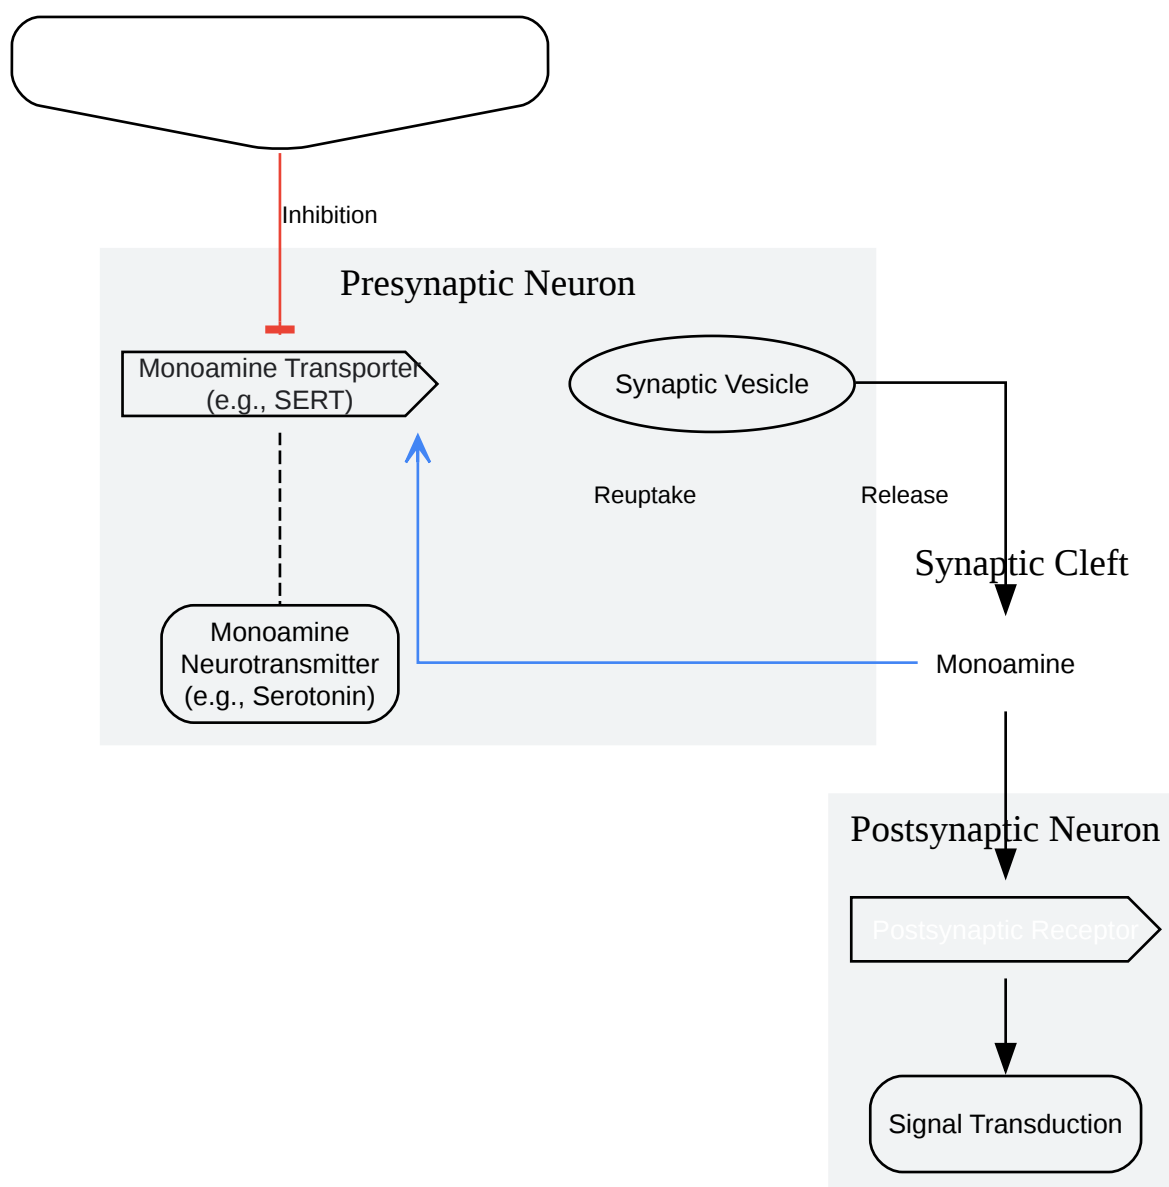 Inhibition
Presynaptic Neuron
Monoamine Transporter
(e.g., SERT)
Synaptic Vesicle
Reuptake
Release
Synaptic Cleft
Monoamine
Neurotransmitter
(e.g., Serotonin)
Monoamine
Postsynaptic Neuron
Postsynaptic Receptor
Signal Transduction